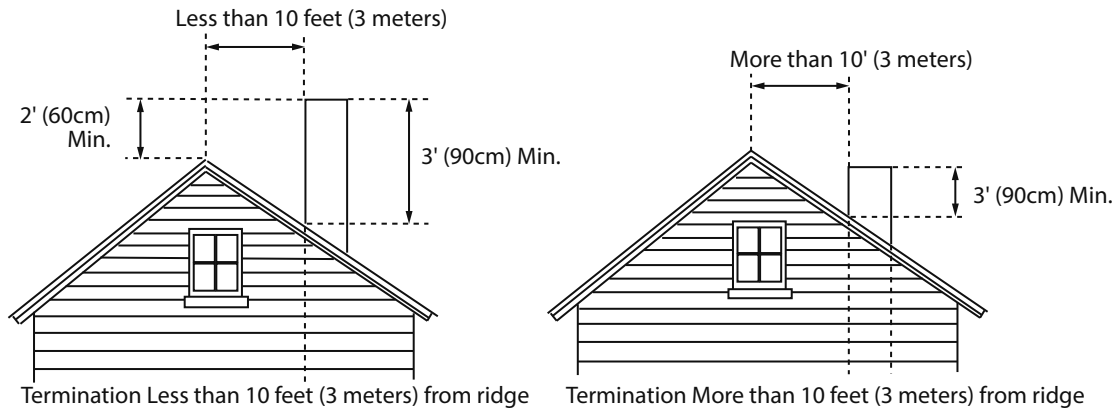 Less than 10 feet (3 meters)
2' (60cm)
Min.
3' (90cm) Min.
Termination Less than 10 feet (3 meters) from ridge
More than 10' (3 meters)
3' (90cm) Min.
Termination More than 10 feet (3 meters) from ridge